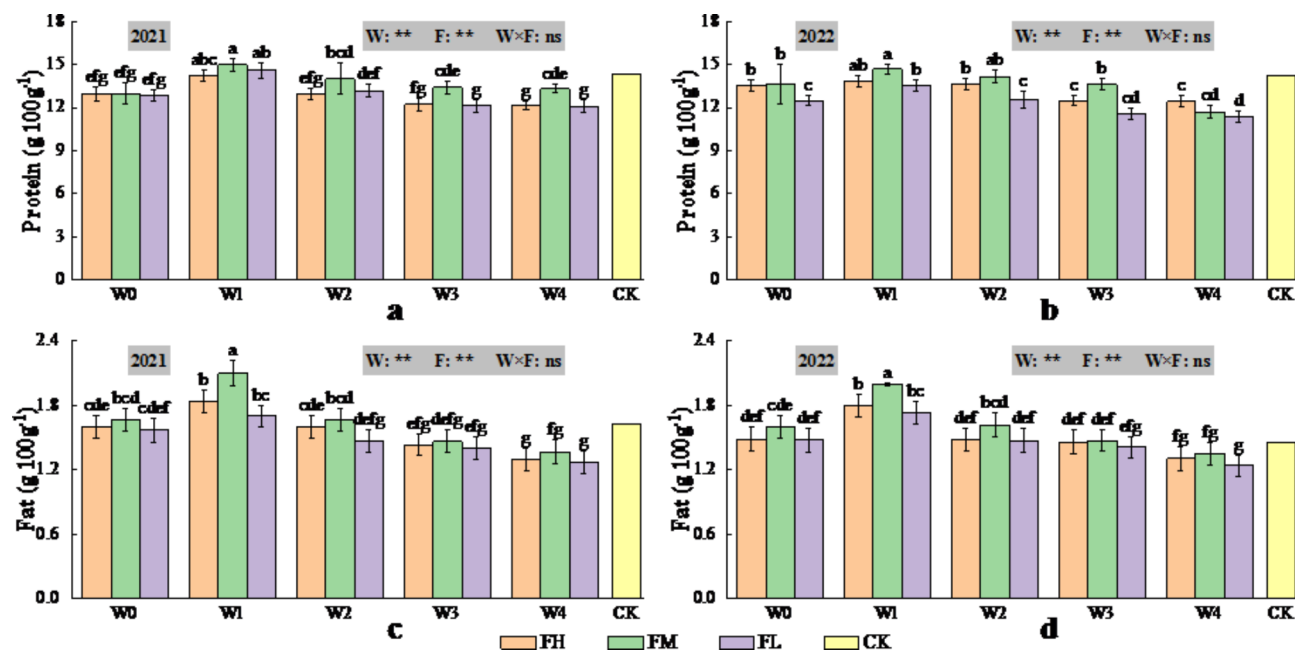 2021 W: ** F: ** W×F: ns
Protein (g 100g⁻¹)
18
15
12
9
6
3
0
efg efg efg abc a ab efg bcd def fg cde g g cde g
W0 W1 W2 W3 W4 CK
a
2022 W: ** F: ** W×F: ns
Protein (g 100g⁻¹)
18
15
12
9
6
3
0
b b c ab a b b ab c c b cd c cd d
W0 W1 W2 W3 W4 CK
b
2021 W: ** F: ** W×F: ns
Fat (g 100g⁻¹)
2.4
1.8
1.2
0.6
0.0
cde bcd cdef b a bc cde bcd defg efg defg efg g fg g
W0 W1 W2 W3 W4 CK
c
2022 W: ** F: ** W×F: ns
Fat (g 100g⁻¹)
2.4
1.8
1.2
0.6
0.0
def cde def b a bc def bcd def def def efg fg fg g
W0 W1 W2 W3 W4 CK
d
FH FM FL CK